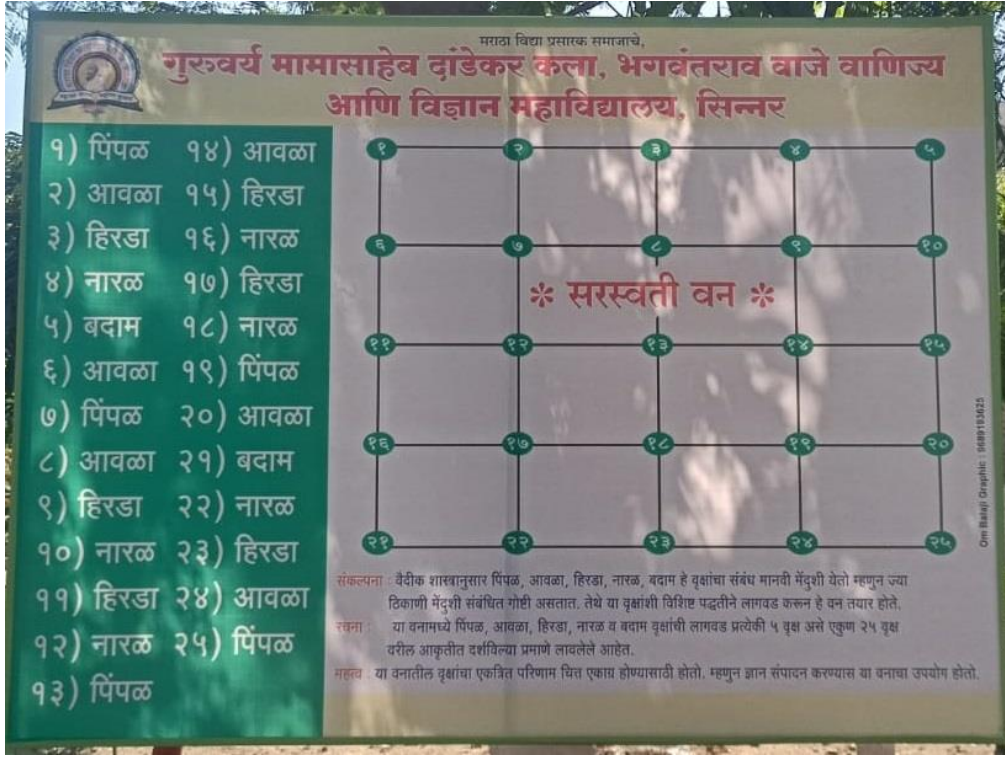 मराठा विद्या प्रसारक समाजाचे,
गुरुवर्य मामासाहेब दांडेकर कला, भगवंतराव वाजे वाणिज्य
आणि विज्ञान महाविद्यालय, सिन्नर
१) पिंपळ
२) आवळा
३) हिरडा
४) नारळ
५) बदाम
६) आवळा
७) पिंपळ
८) आवळा
९) हिरडा
१०) नारळ
११) हिरडा
१२) नारळ
१३) पिंपळ
१४) आवळा
१५) हिरडा
१६) नारळ
१७) हिरडा
१८) नारळ
१९) पिंपळ
२०) आवळा
२१) बदाम
२२) नारळ
२३) हिरडा
२४) आवळा
२५) पिंपळ
१ २ ३ ४ ५
६ ७ ८ ९ १०
* सरस्वती वन *
११ १२ १३ १४ १५
१६ १७ १८ १९ २०
२१ २२ २३ २४ २५
संकल्पना : वैदीक शास्त्रानुसार पिंपळ, आवळा, हिरडा, नारळ, बदाम हे वृक्षांचा संबंध मानवी मेंदुशी येतो म्हणुन ज्या
ठिकाणी मेंदुशी संबंधित गोष्टी असतात. तेथे या वृक्षांशी विशिष्ट पद्धतीने लागवड करून हे वन तयार होते.
रचना : या वनामध्ये पिंपळ, आवळा, हिरडा, नारळ व बदाम वृक्षांची लागवड प्रत्येकी ५ वृक्ष असे एकुण २५ वृक्ष
वरील आकृतीत दर्शविल्या प्रमाणे लावलेले आहेत.
महत्व : या वनातील वृक्षांचा एकत्रित परिणाम चित्त एकाग्र होण्यासाठी होतो. म्हणुन ज्ञान संपादन करण्यास या वनाचा उपयोग होतो.
Om Balaji Graphic : 9689193625